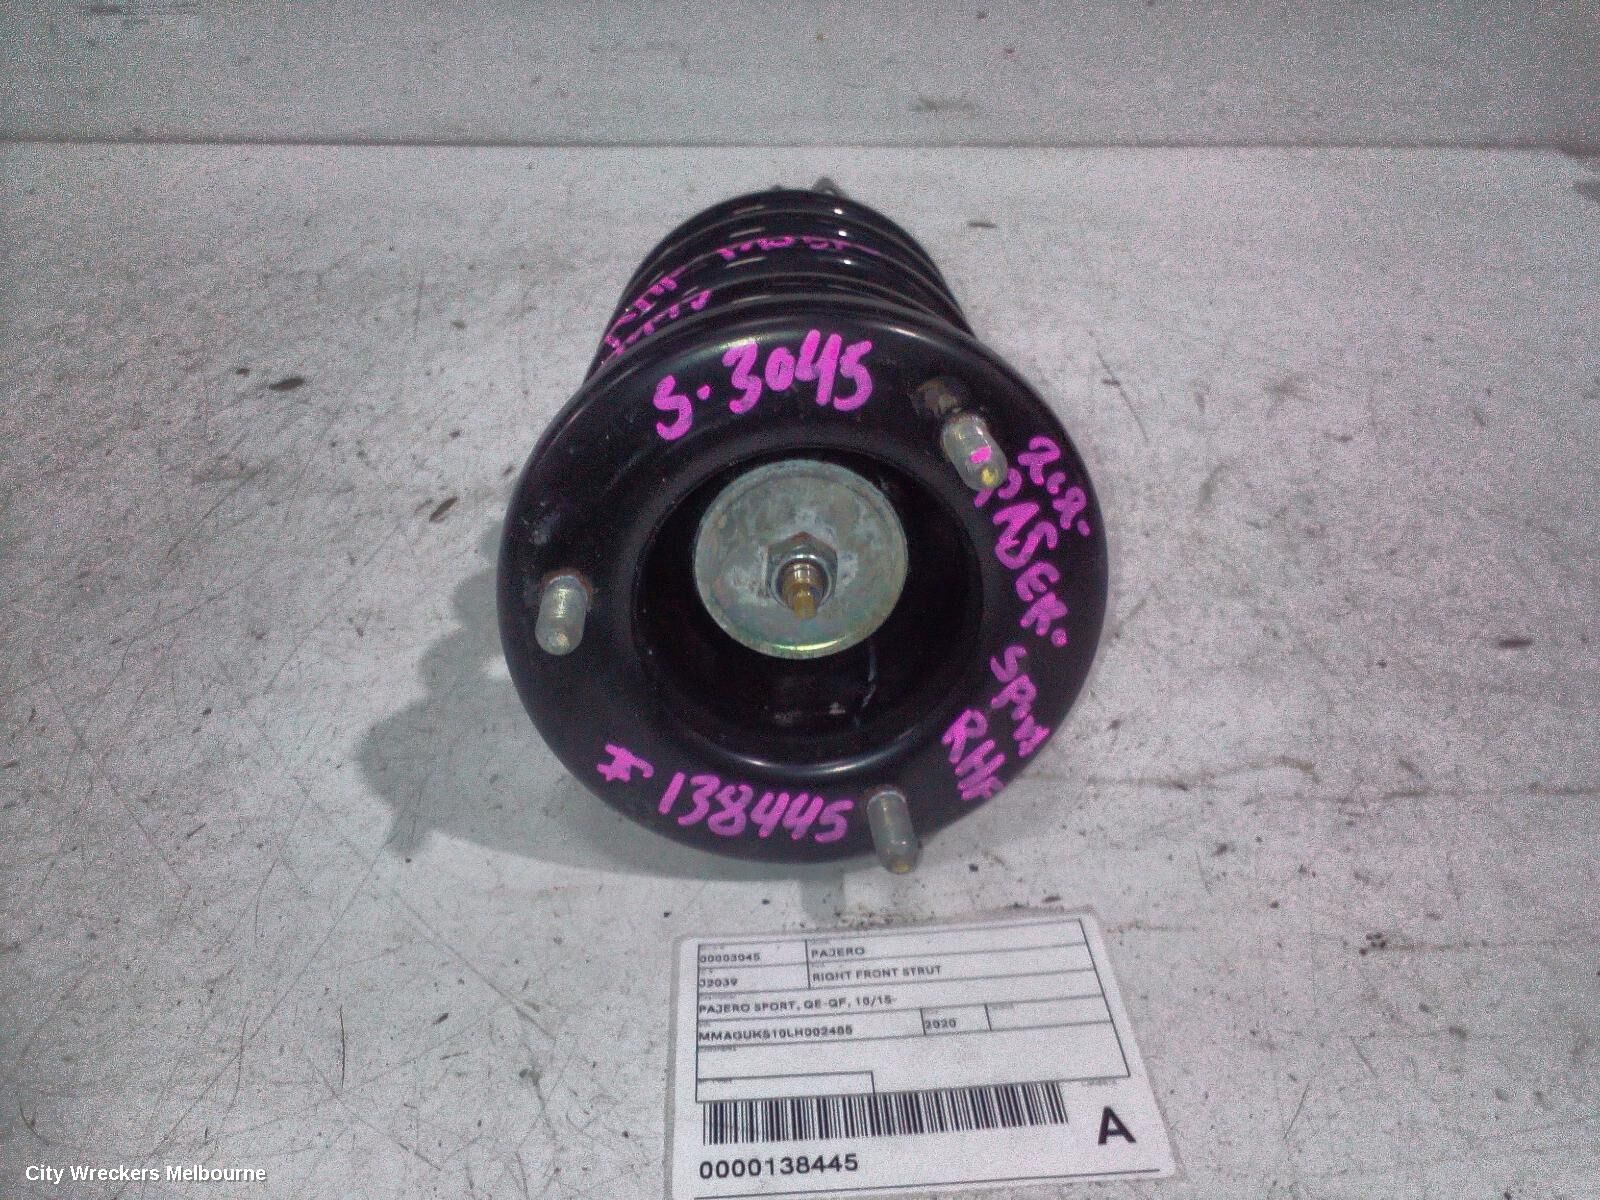 S.3045
SPORT
RHF
I 138445
00003045 PAJERO
J2039 RIGHT FRONT STRUT
PAJERO SPORT, QE-QF, 10/15-
MMAGUKS10LH002485 2020
A
0000138445
City Wreckers Melbourne